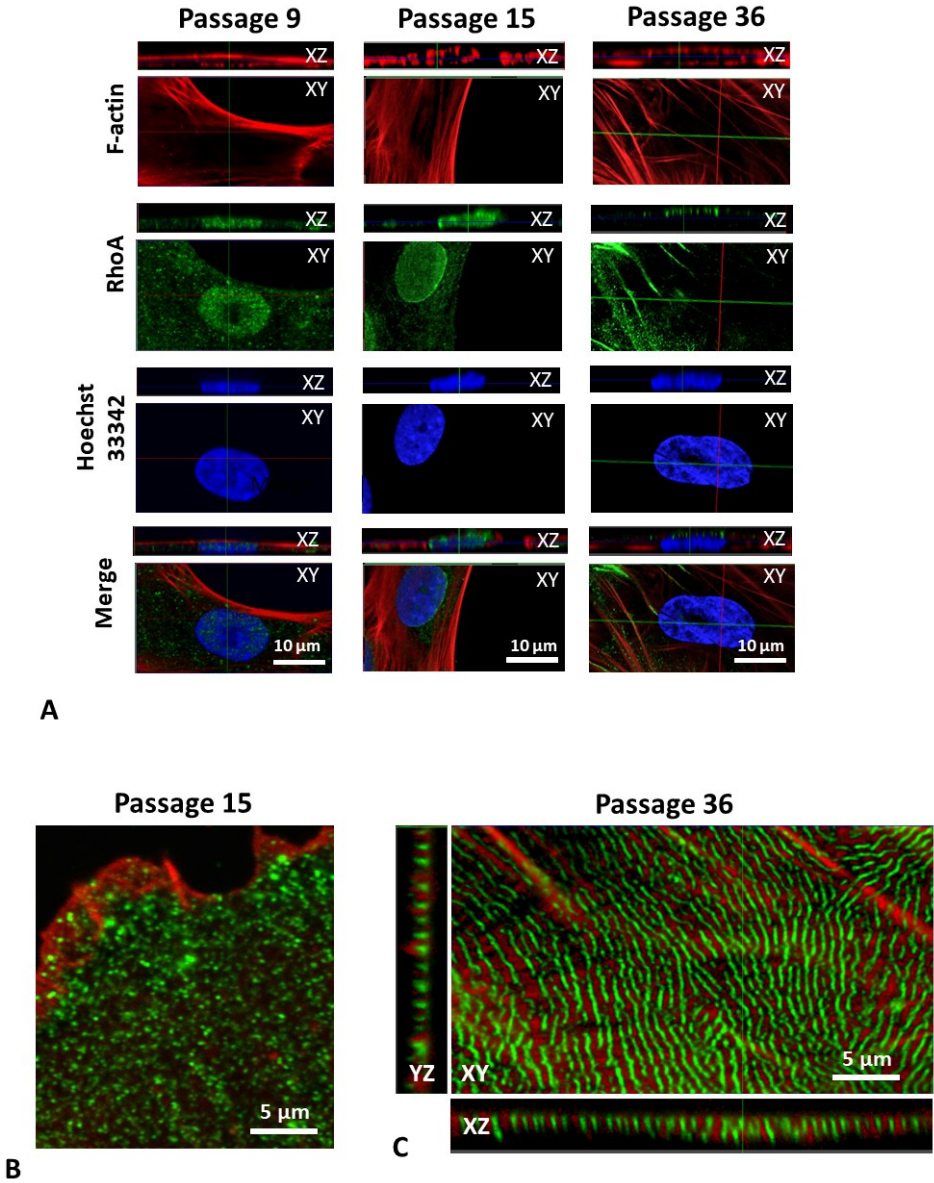 Passage 9 Passage 15 Passage 36
XZ XZ XZ
F-actin XY XY XY
XZ XZ XZ
RhoA XY XY XY
XZ XZ XZ
Hoechst
33342
XY XY XY
XZ XZ XZ
Merge XY XY XY
10 µm 10 µm 10 µm
A
Passage 15 Passage 36
5 µm
YZ XY 5 µm
XZ
B C